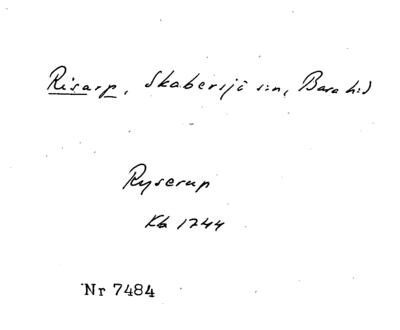 Risarp, Skabersjö sn, Bara hd
Ryserup
Kb 1744
Nr 7484